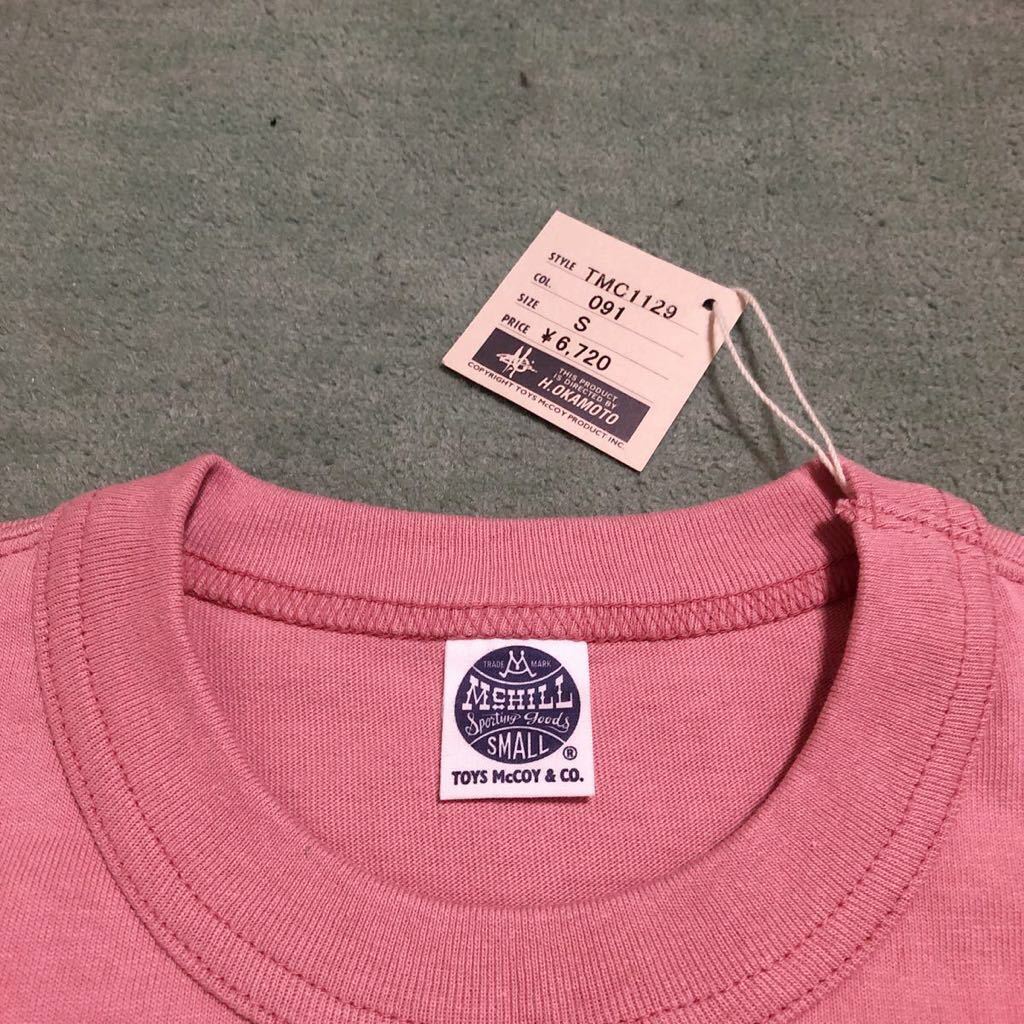 STYLE TMC1129
COL. 091
SIZE S
PRICE ¥6,720
THIS PRODUCT
IS DIRECTED BY
H.OKAMOTO
COPYRIGHT TOYS McCOY PRODUCT INC.
TRADE MARK
McHILL
Sporting Goods
SMALL ®
TOYS McCOY & CO.